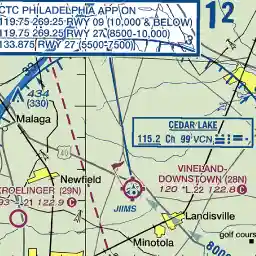 CTC PHILADELPHIA APP ON
119.75 269.25 RWY 09 (10,000 & BELOW)
119.75 269.25 RWY 27 (8500-10,000)
133.875 RWY 27 (5500-7500)
12
434
(330)
Malaga
CEDAR LAKE
115.2 Ch 99 VCN
40
VINELAND
DOWNSTOWN (28N)
120 *L 22 122.8 C
KROELINGER (29N)
93 - 21 122.9 C
Newfield
JIIMS
Landisville
Minotola
golf course
800